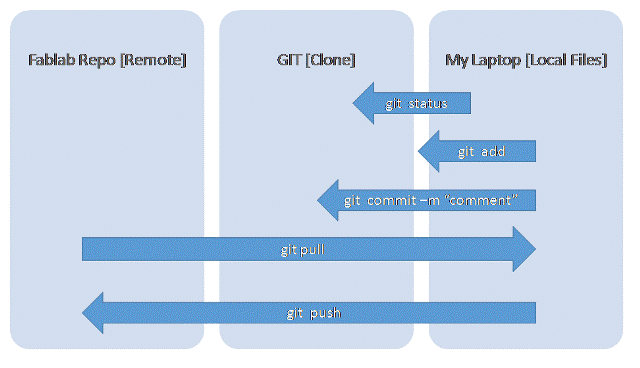 Fablab Repo [Remote]
GIT [Clone]
My Laptop [Local Files]
git status
git add
git commit –m “comment”
git pull
git push